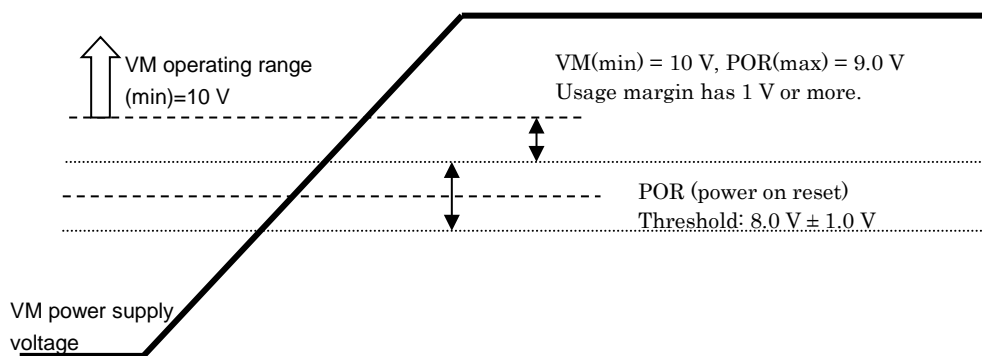 VM operating range
(min)=10 V
VM(min) = 10 V, POR(max) = 9.0 V
Usage margin has 1 V or more.
POR (power on reset)
Threshold: 8.0 V ± 1.0 V
VM power supply
voltage